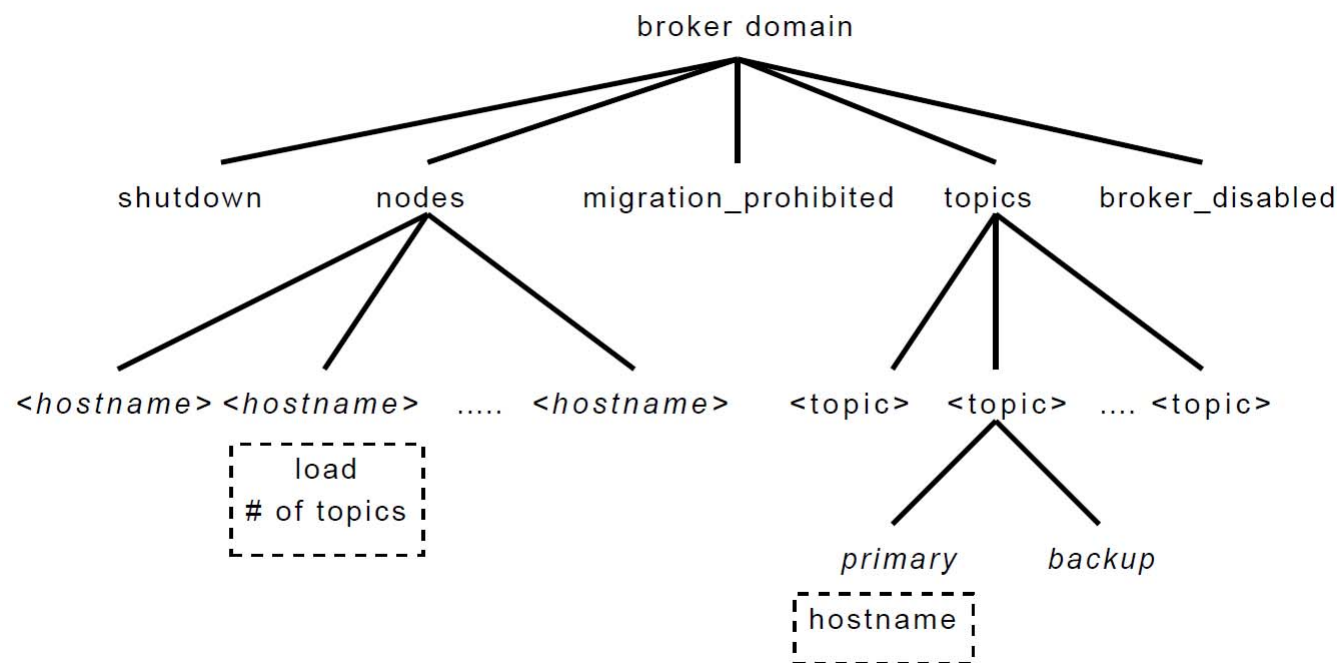 broker domain
shutdown nodes migration_prohibited topics broker_disabled
<hostname> <hostname> ..... <hostname> <topic> <topic> .... <topic>
load
# of topics
primary backup
hostname